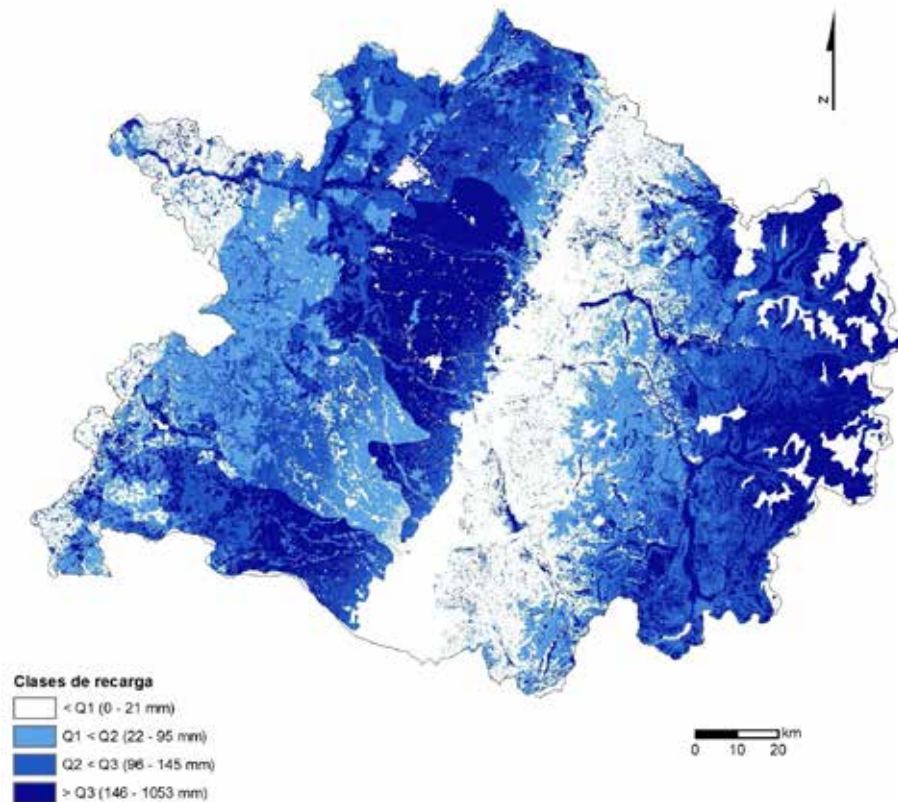 N
Clases de recarga
< Q1 (0 - 21 mm)
Q1 < Q2 (22 - 95 mm)
Q2 < Q3 (96 - 145 mm)
> Q3 (146 - 1053 mm)
km
0 10 20